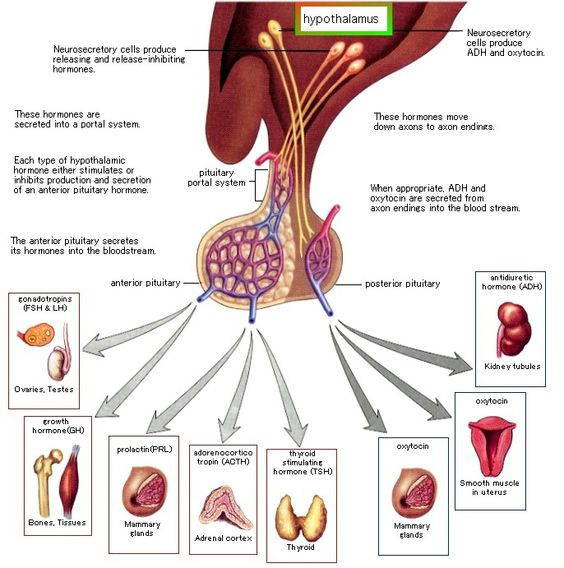 hypothalamus
Neurosecretory cells produce
releasing and release-inhibiting
hormones.
Neurosecretory
cells produce
ADH and oxytocin.
These hormones are
secreted into a portal system.
These hormones move
down axons to axon endings.
Each type of hypothalamic
hormone either stimulates or
inhibits production and secretion
of an anterior pituitary hormone.
pituitary
portal system
When appropriate, ADH and
oxytocin are secreted from
axon endings into the blood stream.
The anterior pituitary secretes
its hormones into the bloodstream.
anterior pituitary
posterior pituitary
gonadotropins
(FSH & LH)
Ovaries, Testes
antidiuretic
hormone (ADH)
Kidney tubules
growth
hormone(GH)
Bones, Tissues
prolactin(PRL)
Mammary
glands
adorenocortico
tropin (ACTH)
Adrenal cortex
thyroid
stimulating
hormone (TSH)
Thyroid
oxytocin
Mammary
glands
oxytocin
Smooth muscle
in uterus